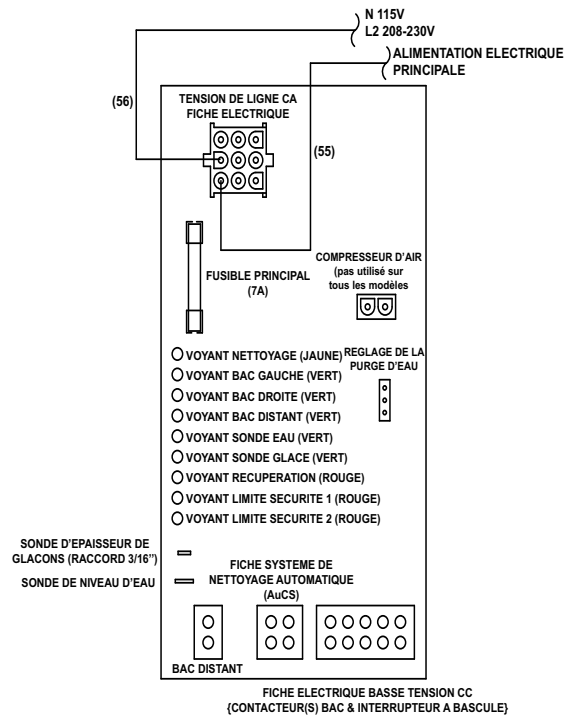 N 115V
L2 208-230V
ALIMENTATION ELECTRIQUE
PRINCIPALE
(56)
TENSION DE LIGNE CA
FICHE ELECTRIQUE
(55)
COMPRESSEUR D'AIR
(pas utilisé sur
tous les modèles
FUSIBLE PRINCIPAL
(7A)
REGLAGE DE LA
PURGE D'EAU
VOYANT NETTOYAGE (JAUNE)
VOYANT BAC GAUCHE (VERT)
VOYANT BAC DROITE (VERT)
VOYANT BAC DISTANT (VERT)
VOYANT SONDE EAU (VERT)
VOYANT SONDE GLACE (VERT)
VOYANT RECUPERATION (ROUGE)
VOYANT LIMITE SECURITE 1 (ROUGE)
VOYANT LIMITE SECURITE 2 (ROUGE)
SONDE D'EPAISSEUR DE
GLACONS (RACCORD 3/16")
SONDE DE NIVEAU D'EAU
FICHE SYSTEME DE
NETTOYAGE AUTOMATIQUE
(AuCS)
BAC DISTANT
FICHE ELECTRIQUE BASSE TENSION CC
{CONTACTEUR(S) BAC & INTERRUPTEUR A BASCULE}